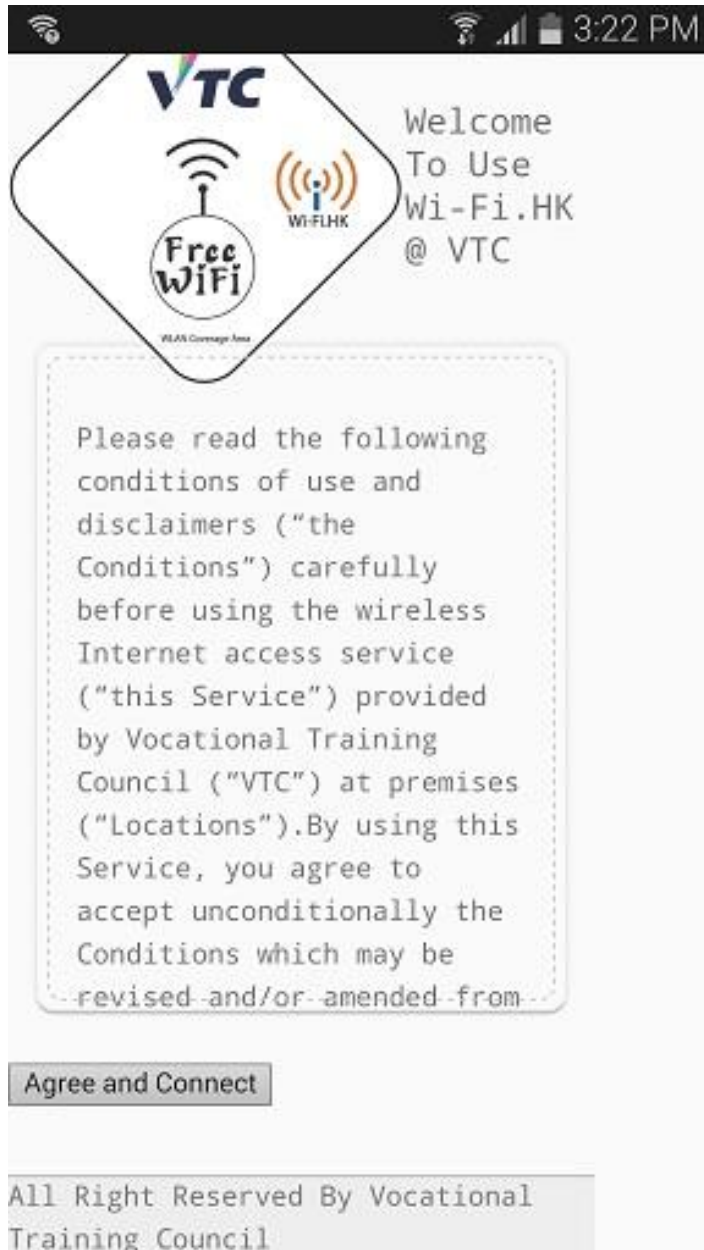 3:22 PM
VTC
Welcome
To Use
Wi-Fi.HK
@ VTC
WI-FI.HK
Free
WiFi
WLAN Coverage Area
Please read the following
conditions of use and
disclaimers (“the
Conditions”) carefully
before using the wireless
Internet access service
(“this Service”) provided
by Vocational Training
Council (“VTC”) at premises
(“Locations”).By using this
Service, you agree to
accept unconditionally the
Conditions which may be
revised and/or amended from
Agree and Connect
All Right Reserved By Vocational
Training Council